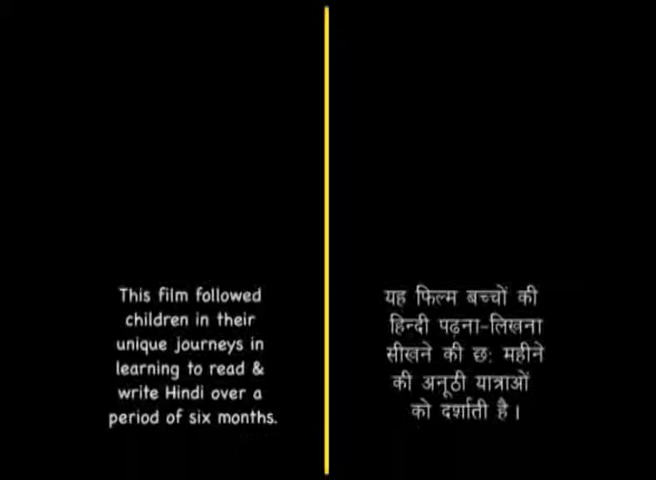 This film followed
children in their
unique journeys in
learning to read &
write Hindi over a
period of six months.
यह फिल्म बच्चों की
हिन्दी पढ़ना-लिखना
सीखने की छ: महीने
की अनूठी यात्राओं
को दर्शाती है।